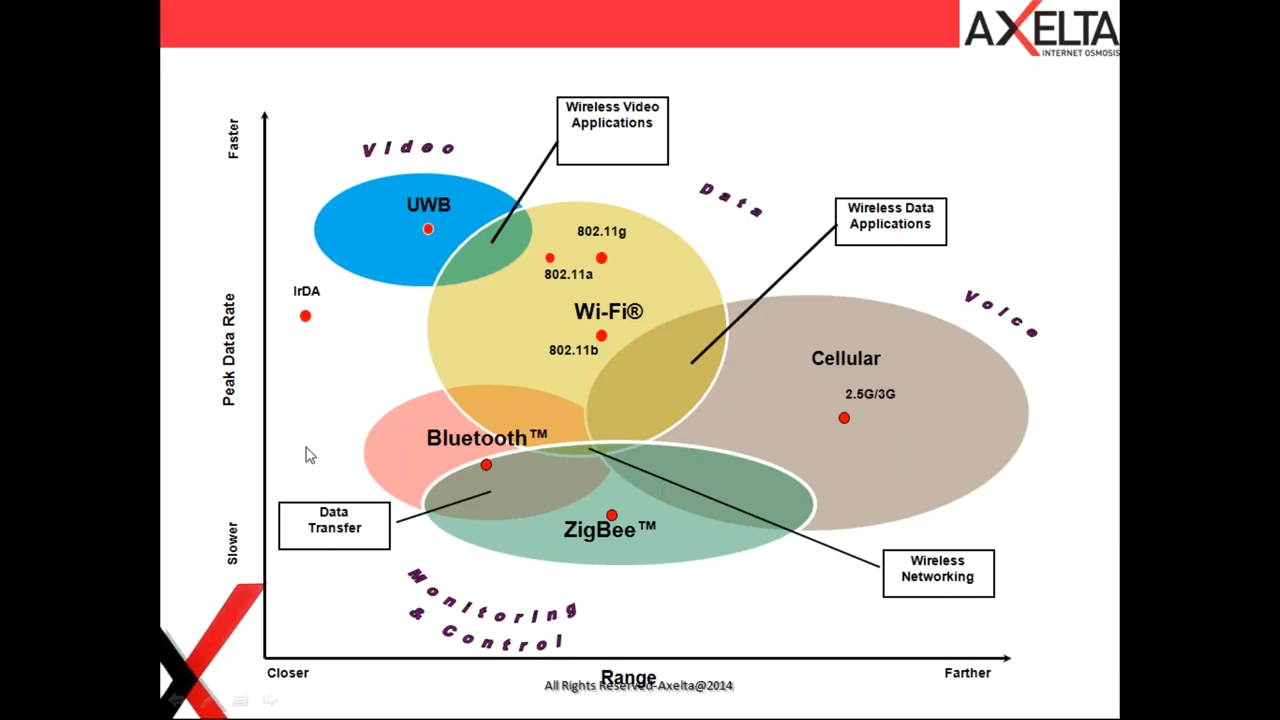 AXELTA
INTERNET OSMOSIS
Wireless Video
Applications
Faster
Video
Data
UWB
Wireless Data
Applications
802.11g
802.11a
IrDA
Wi-Fi®
Voice
802.11b
Peak Data Rate
Cellular
2.5G/3G
Bluetooth™
Data
Transfer
ZigBee™
Slower
Wireless
Networking
Monitoring
& Control
Closer
Range
Farther
All Rights Reserved-Axelta@2014